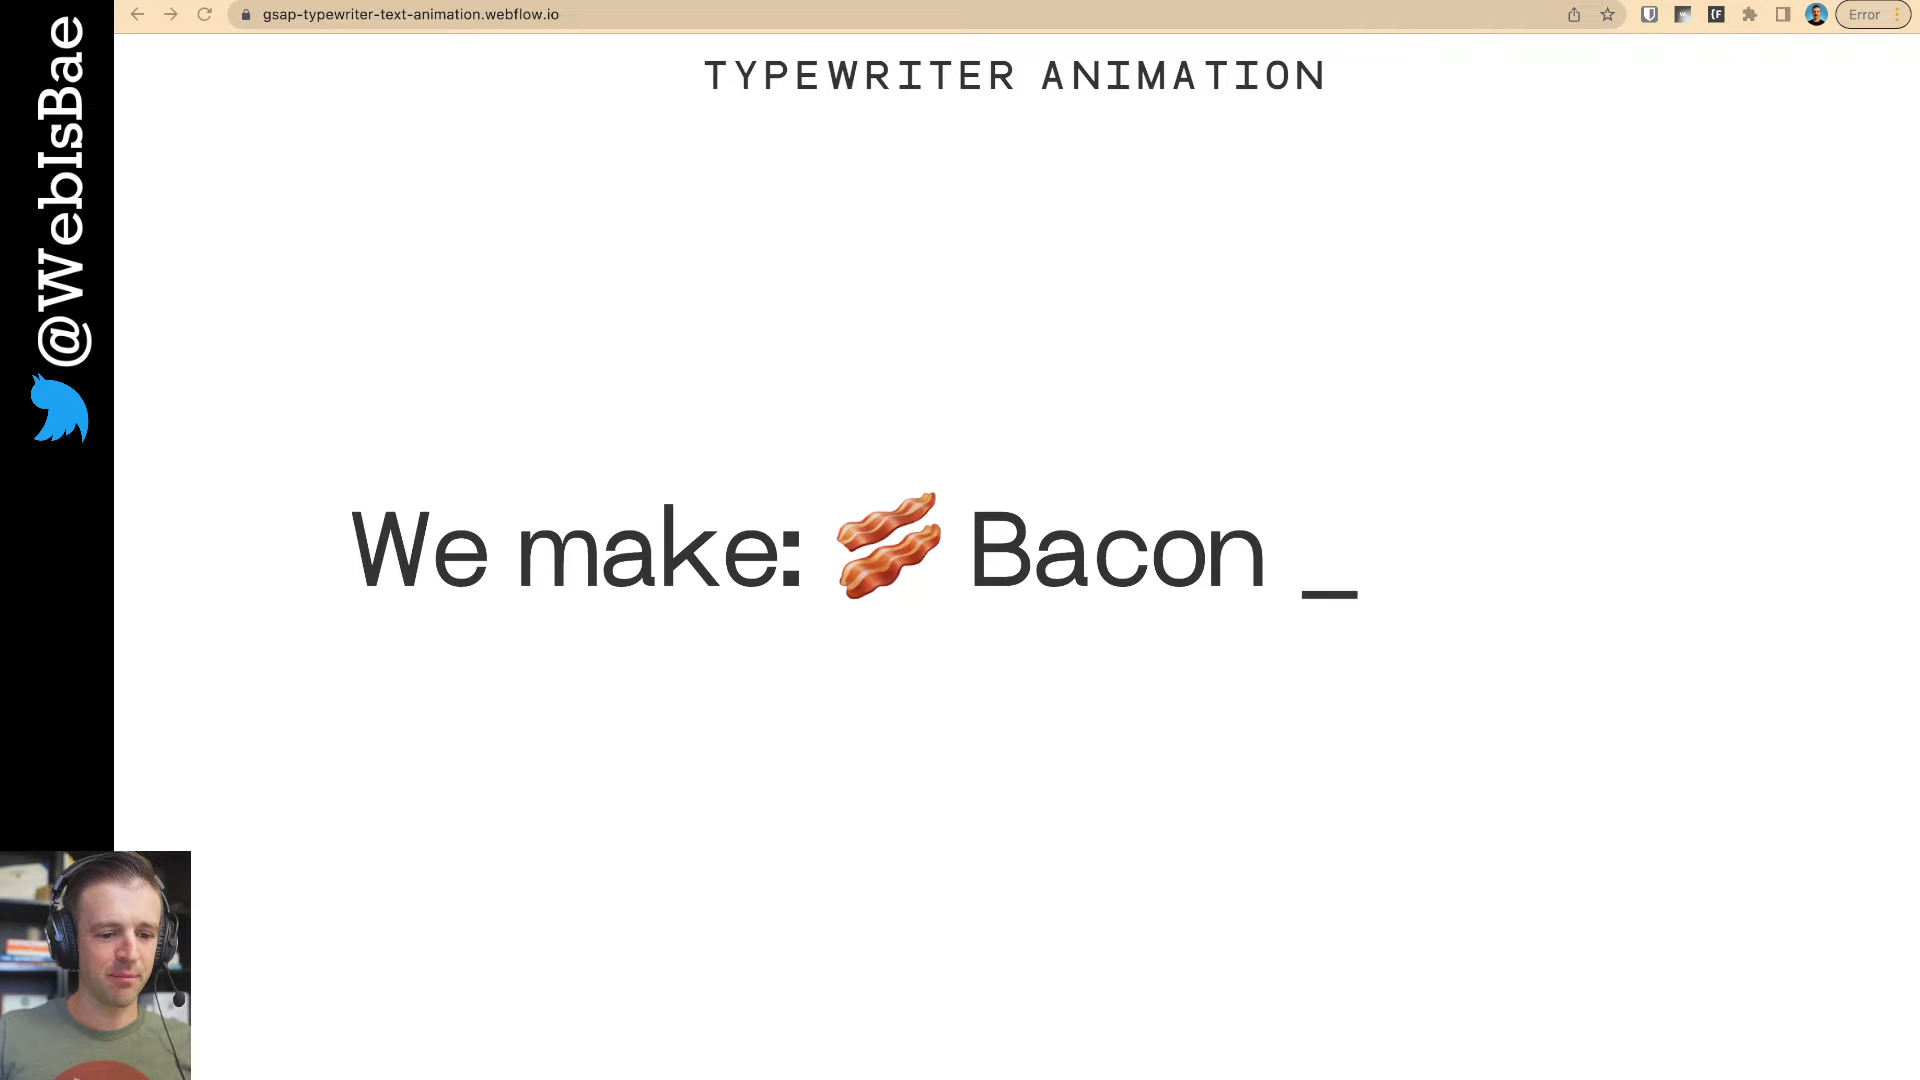 gsap-typewriter-text-animation.webflow.io
Error
@WebIsBae
TYPEWRITER ANIMATION
We make: 🥓 Bacon _